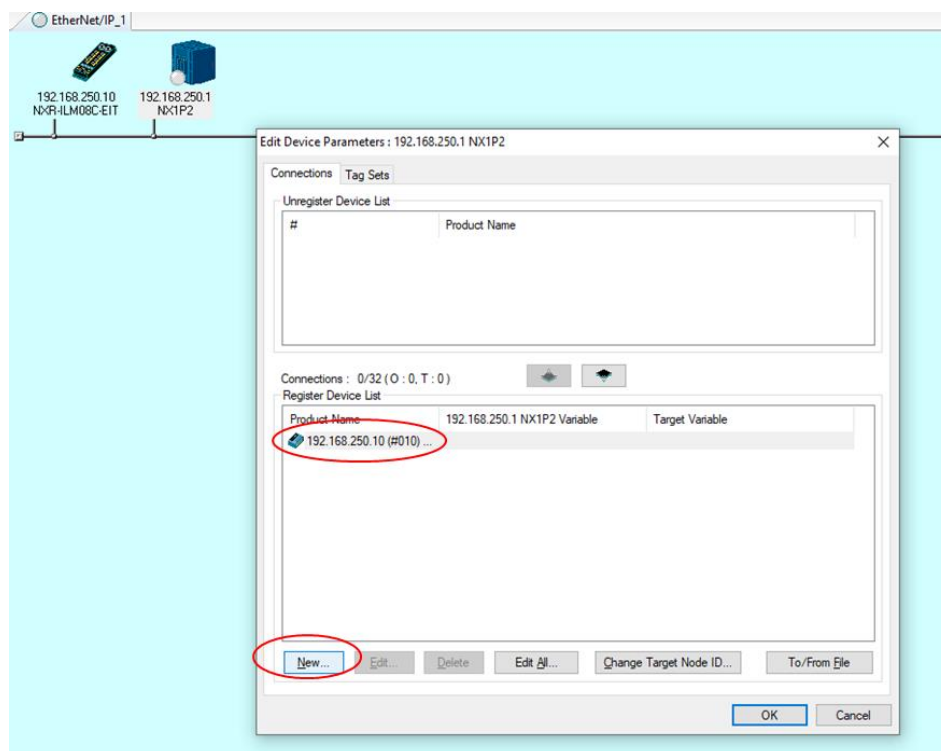 EtherNet/IP_1
192.168.250.10
NXR-ILM08C-EIT
192.168.250.1
NX1P2
Edit Device Parameters : 192.168.250.1 NX1P2
Connections Tag Sets
Unregister Device List
# Product Name
Connections : 0/32 ( O : 0, T : 0 )
Register Device List
Product Name 192.168.250.1 NX1P2 Variable Target Variable
192.168.250.10 (#010) ...
New... Edit... Delete Edit All... Change Target Node ID... To/From File
OK Cancel